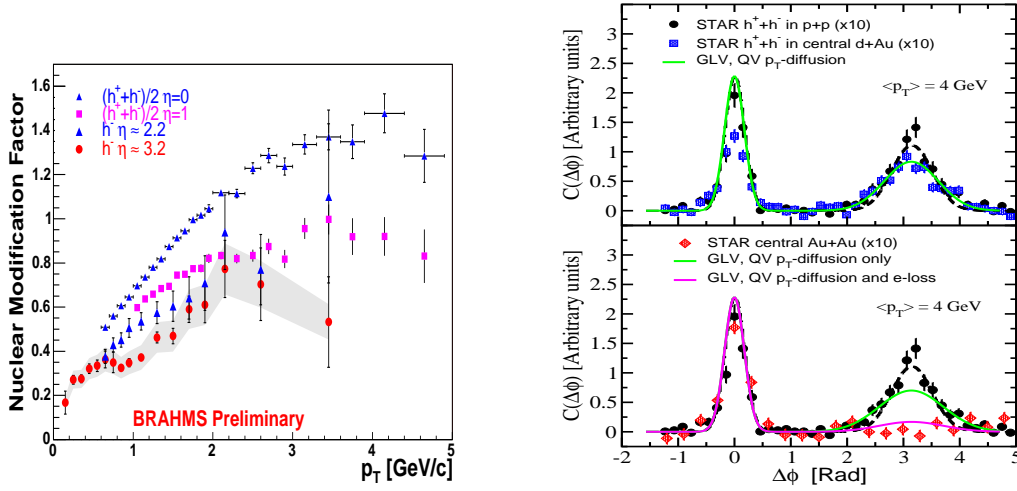 Nuclear Modification Factor
1.8
1.6
1.4
1.2
1
0.8
0.6
0.4
0.2
0
(h⁺+h⁻)/2 η=0
(h⁺+h⁻)/2 η=1
h⁻ η ≈ 2.2
h⁻ η ≈ 3.2
BRAHMS Preliminary
0 1 2 3 4 5
p_T [GeV/c]
C(Δφ) [Arbitrary units]
2.5
2
1.5
1
0.5
0
STAR h⁺+h⁻ in p+p (x10)
STAR h⁺+h⁻ in central d+Au (x10)
GLV, QV p_T-diffusion
<p_T> = 4 GeV
C(Δφ) [Arbitrary units]
2.5
2
1.5
1
0.5
0
STAR central Au+Au (x10)
GLV, QV p_T-diffusion only
GLV, QV p_T-diffusion and e-loss
<p_T> = 4 GeV
-2 -1 0 1 2 3 4 5
Δφ [Rad]